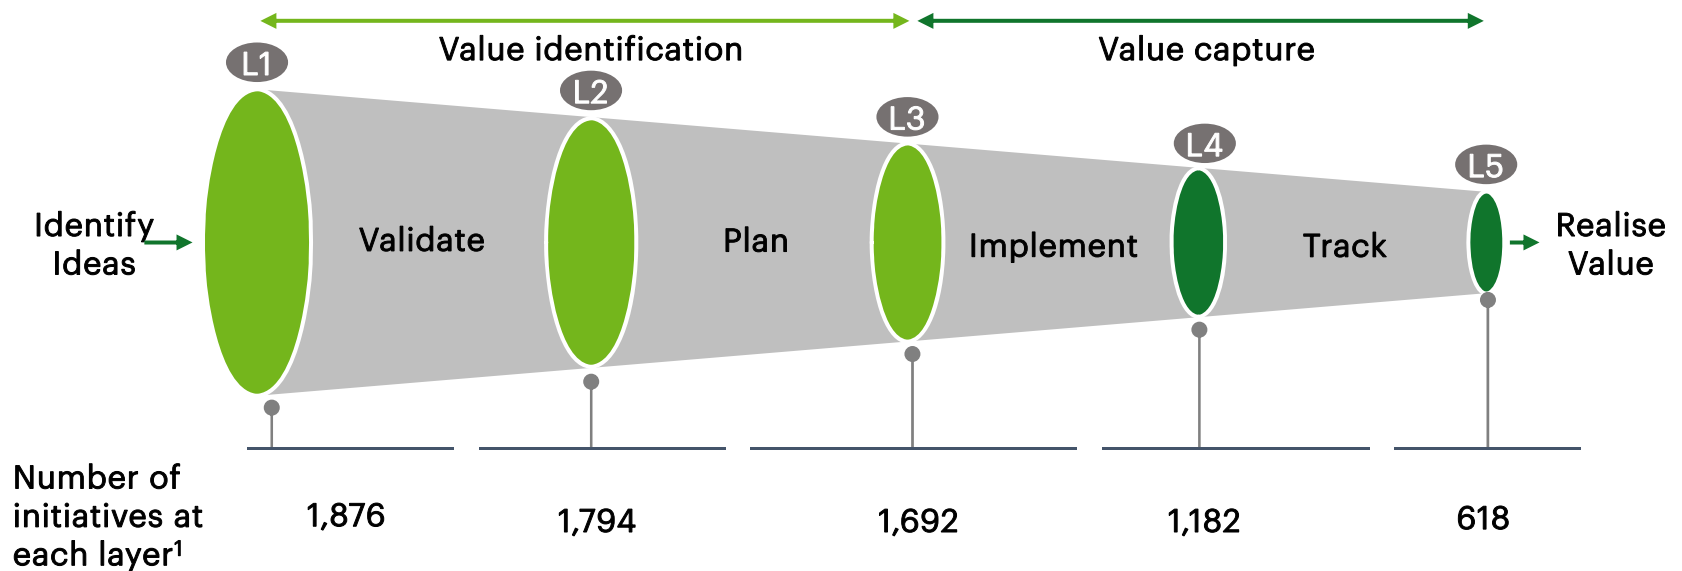 Value identification
Value capture
L1
L2
L3
L4
L5
Identify
Ideas
Validate
Plan
Implement
Track
Realise
Value
Number of
initiatives at
each layer¹
1,876
1,794
1,692
1,182
618